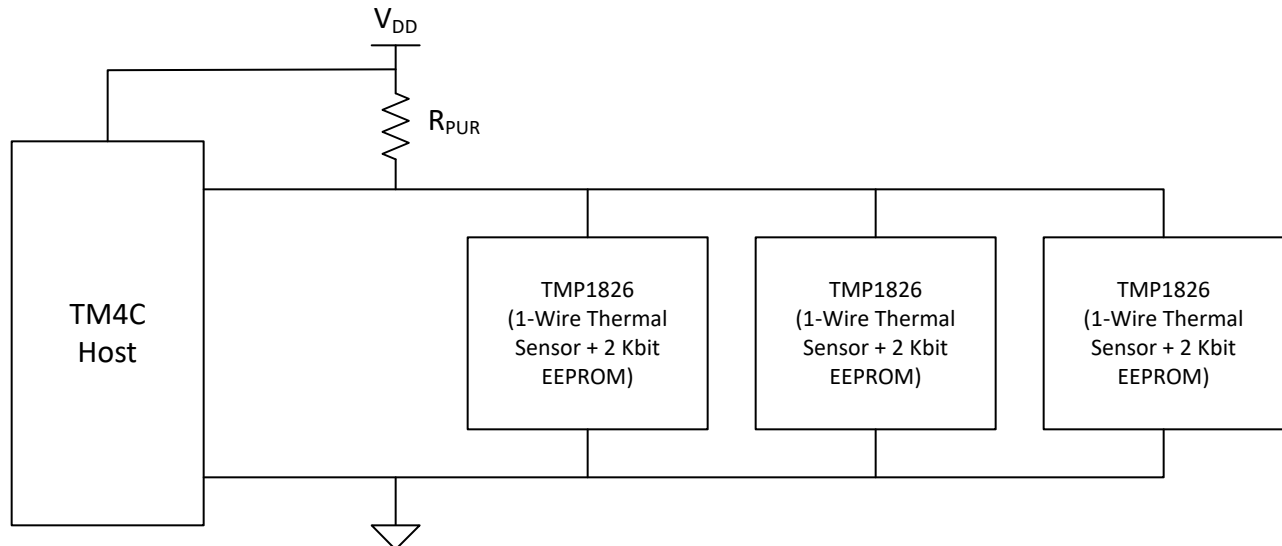 V_DD
R_PUR
TM4C
Host
TMP1826
(1-Wire Thermal
Sensor + 2 Kbit
EEPROM)
TMP1826
(1-Wire Thermal
Sensor + 2 Kbit
EEPROM)
TMP1826
(1-Wire Thermal
Sensor + 2 Kbit
EEPROM)